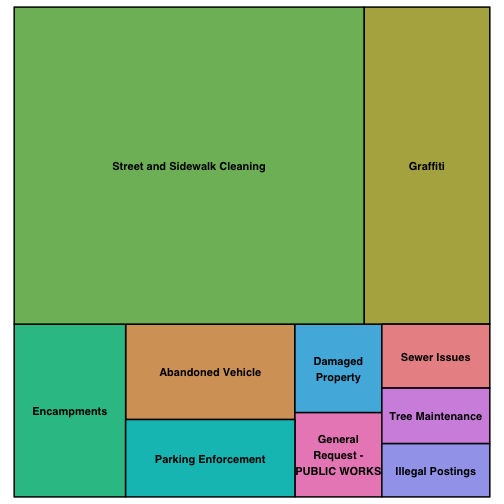 Street and Sidewalk Cleaning
Graffiti
Encampments
Abandoned Vehicle
Parking Enforcement
Damaged
Property
General
Request -
PUBLIC WORKS
Sewer Issues
Tree Maintenance
Illegal Postings